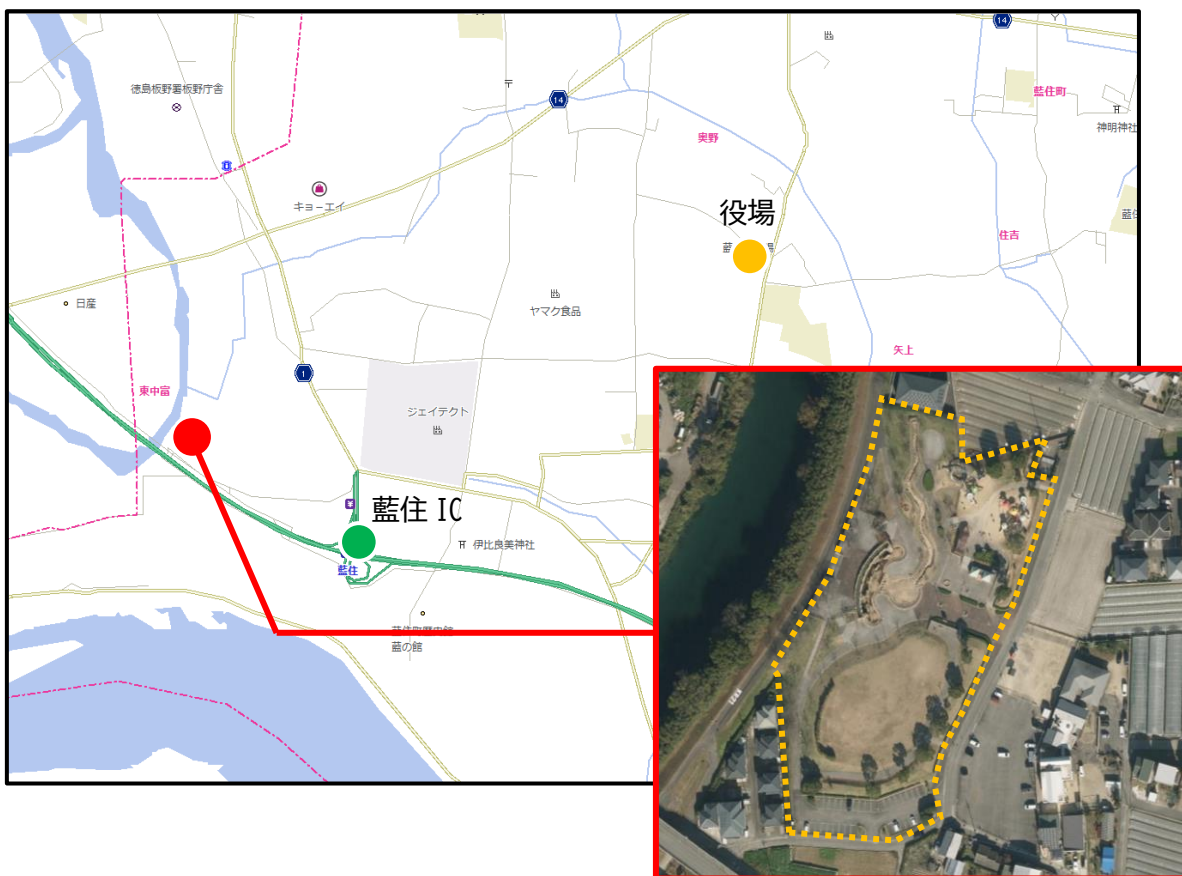 14
徳島板野署板野庁舎
〒
14
藍住町
神明神社
奥野
キョーエイ
役場
住吉
日産
ヤマク食品
矢上
東中富
1
ジェイテクト
藍住 IC
伊比良美神社
藍住
藍の館